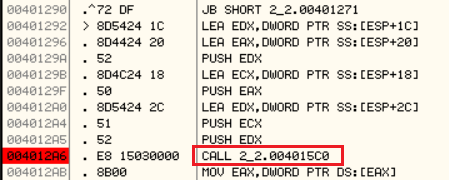 00401290 .^72 DF JB SHORT 2_2.00401271
00401292 > 8D5424 1C LEA EDX,DWORD PTR SS:[ESP+1C]
00401296 . 8D4424 20 LEA EAX,DWORD PTR SS:[ESP+20]
0040129A . 52 PUSH EDX
0040129B . 8D4C24 18 LEA ECX,DWORD PTR SS:[ESP+18]
0040129F . 50 PUSH EAX
004012A0 . 8D5424 2C LEA EDX,DWORD PTR SS:[ESP+2C]
004012A4 . 51 PUSH ECX
004012A5 . 52 PUSH EDX
004012A6 . E8 15030000 CALL 2_2.004015C0
004012AB . 8B00 MOV EAX,DWORD PTR DS:[EAX]